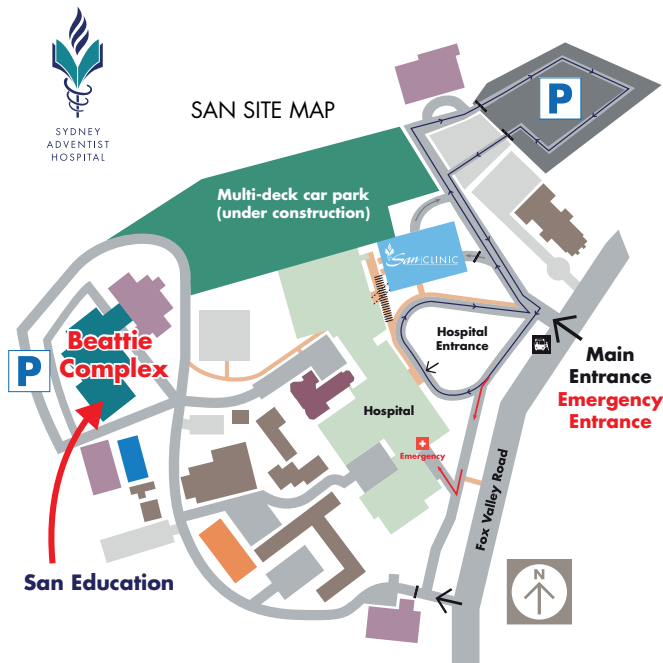 SYDNEY
ADVENTIST
HOSPITAL
SAN SITE MAP
P
Multi-deck car park
(under construction)
San CLINIC
Hospital
Entrance
Beattie
Complex
P
Main
Entrance
Emergency
Entrance
Hospital
Emergency
Fox Valley Road
San Education
N